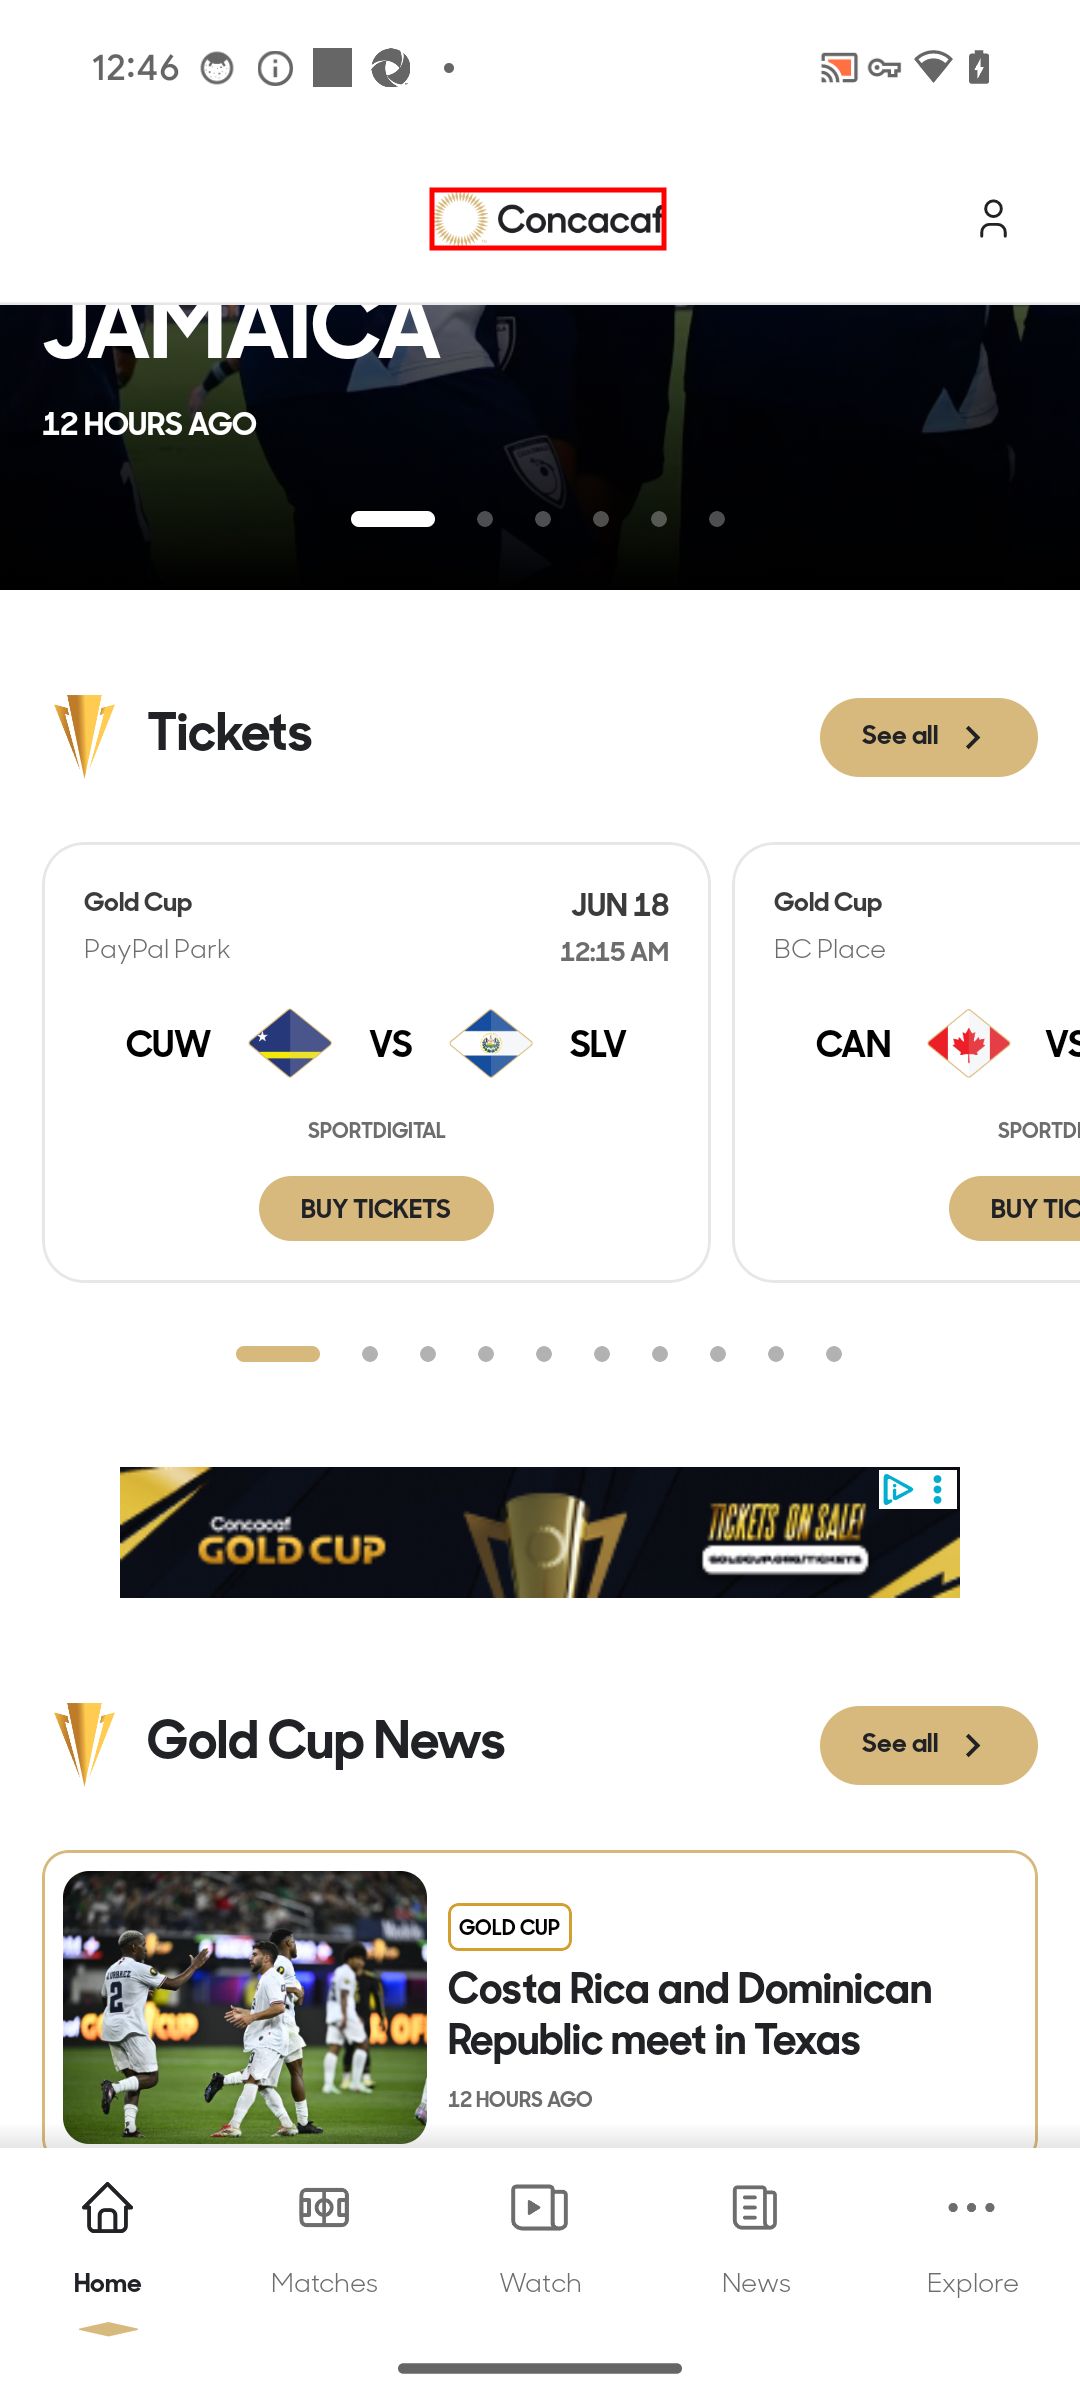 12:46
Concacaf
JAMAICA
12 HOURS AGO
Tickets
See all
Gold Cup
JUN 18
PayPal Park
12:15 AM
CUW
VS
SLV
SPORTDIGITAL
BUY TICKETS
Gold Cup
BC Place
CAN
VS
SPORTDI
BUY TIC
Concacaf
GOLD CUP
TICKETS ON SALE!
GOLDCUP.ORG/TICKETS
Gold Cup News
See all
GOLD CUP
Costa Rica and Dominican
Republic meet in Texas
12 HOURS AGO
Home
Matches
Watch
News
Explore